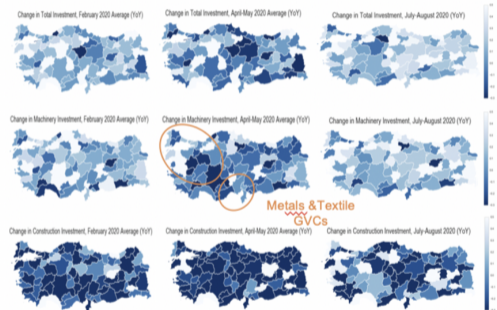 Change in Total Investment, February 2020 Average (YoY)
Change in Total Investment, April-May 2020 Average (YoY)
Change in Total Investment, July-August 2020 (YoY)
Change in Machinery Investment, February 2020 Average (YoY)
Change in Machinery Investment, April-May 2020 Average (YoY)
Change in Machinery Investment, July-August 2020 (YoY)
Metals &Textile
GVCs
Change in Construction Investment, February 2020 Average (YoY)
Change in Construction Investment, April-May 2020 Average (YoY)
Change in Construction Investment, July-August 2020 (YoY)